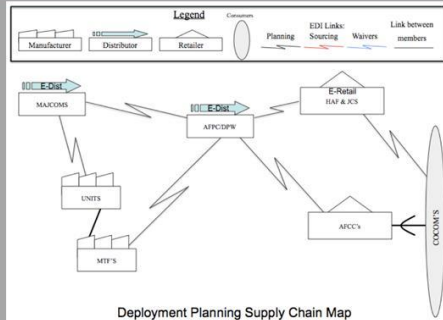 Legend
Consumers
EDI Links:
Link between
members
Planning
Sourcing
Waivers
Manufacturer
Distributor
Retailer
E-Dist
MAJCOMS
E-Dist
AFPC/DPW
E-Retail
HAF & JCS
UNITS
MTF'S
AFCC's
COCOM'S
Deployment Planning Supply Chain Map